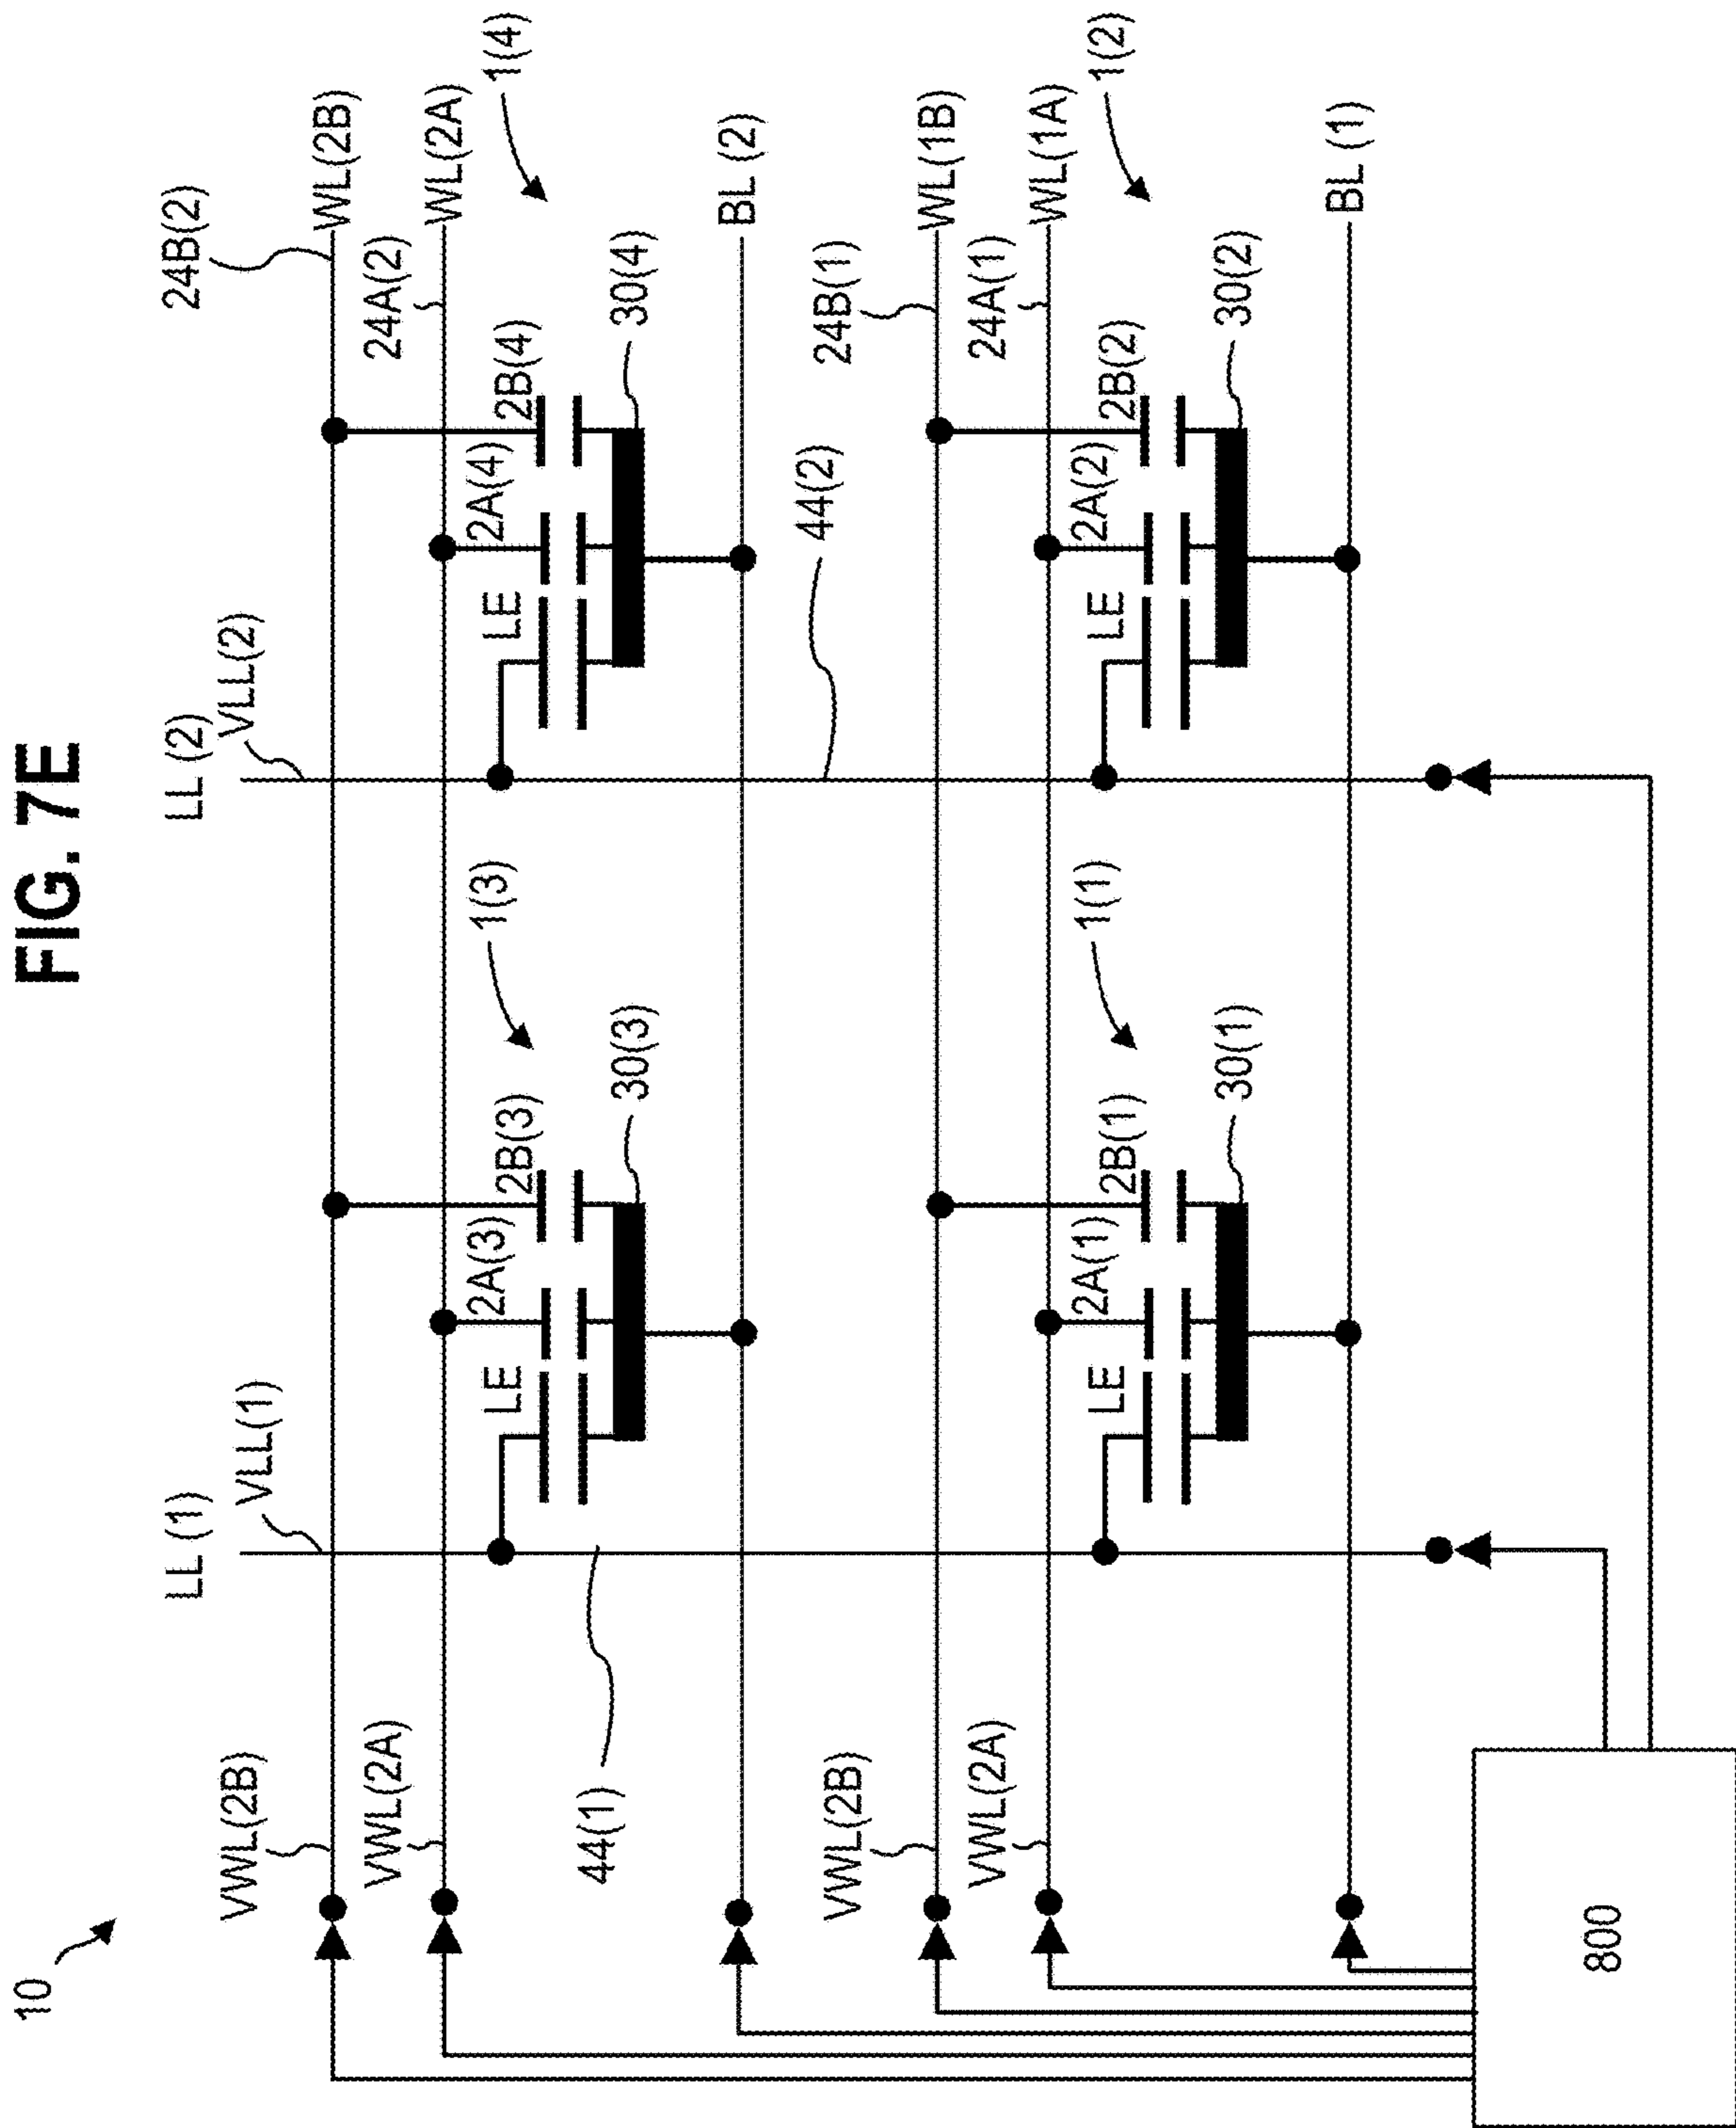 FIG. 7E
10
LL (1)
VLL(1)
LL (2)
VLL(2)
24B(2)
VWL(2B)
WL(2B)
VWL(2A)
24A(2)
WL(2A)
LE
2A(3)
2B(3)
1(3)
LE
2A(4)
2B(4)
1(4)
44(1)
30(3)
30(4)
BL (2)
44(2)
VWL(2B)
24B(1)
WL(1B)
VWL(2A)
24A(1)
WL(1A)
LE
2A(1)
2B(1)
1(1)
LE
2A(2)
2B(2)
1(2)
30(1)
30(2)
BL (1)
800